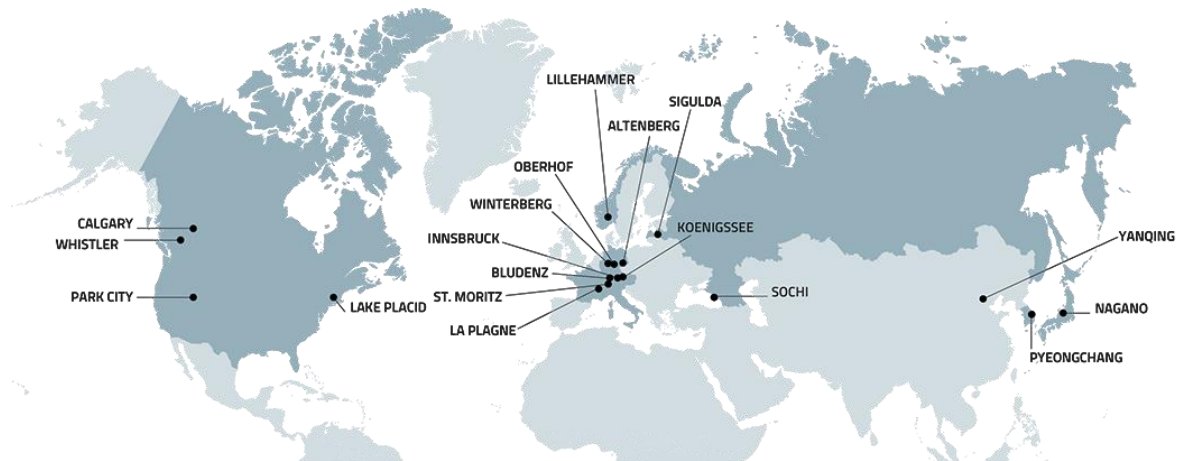 LILLEHAMMER
SIGULDA
ALTENBERG
OBERHOF
WINTERBERG
CALGARY
WHISTLER
INNSBRUCK
KOENIGSSEE
YANQING
BLUDENZ
PARK CITY
LAKE PLACID
ST. MORITZ
SOCHI
LA PLAGNE
NAGANO
PYEONGCHANG